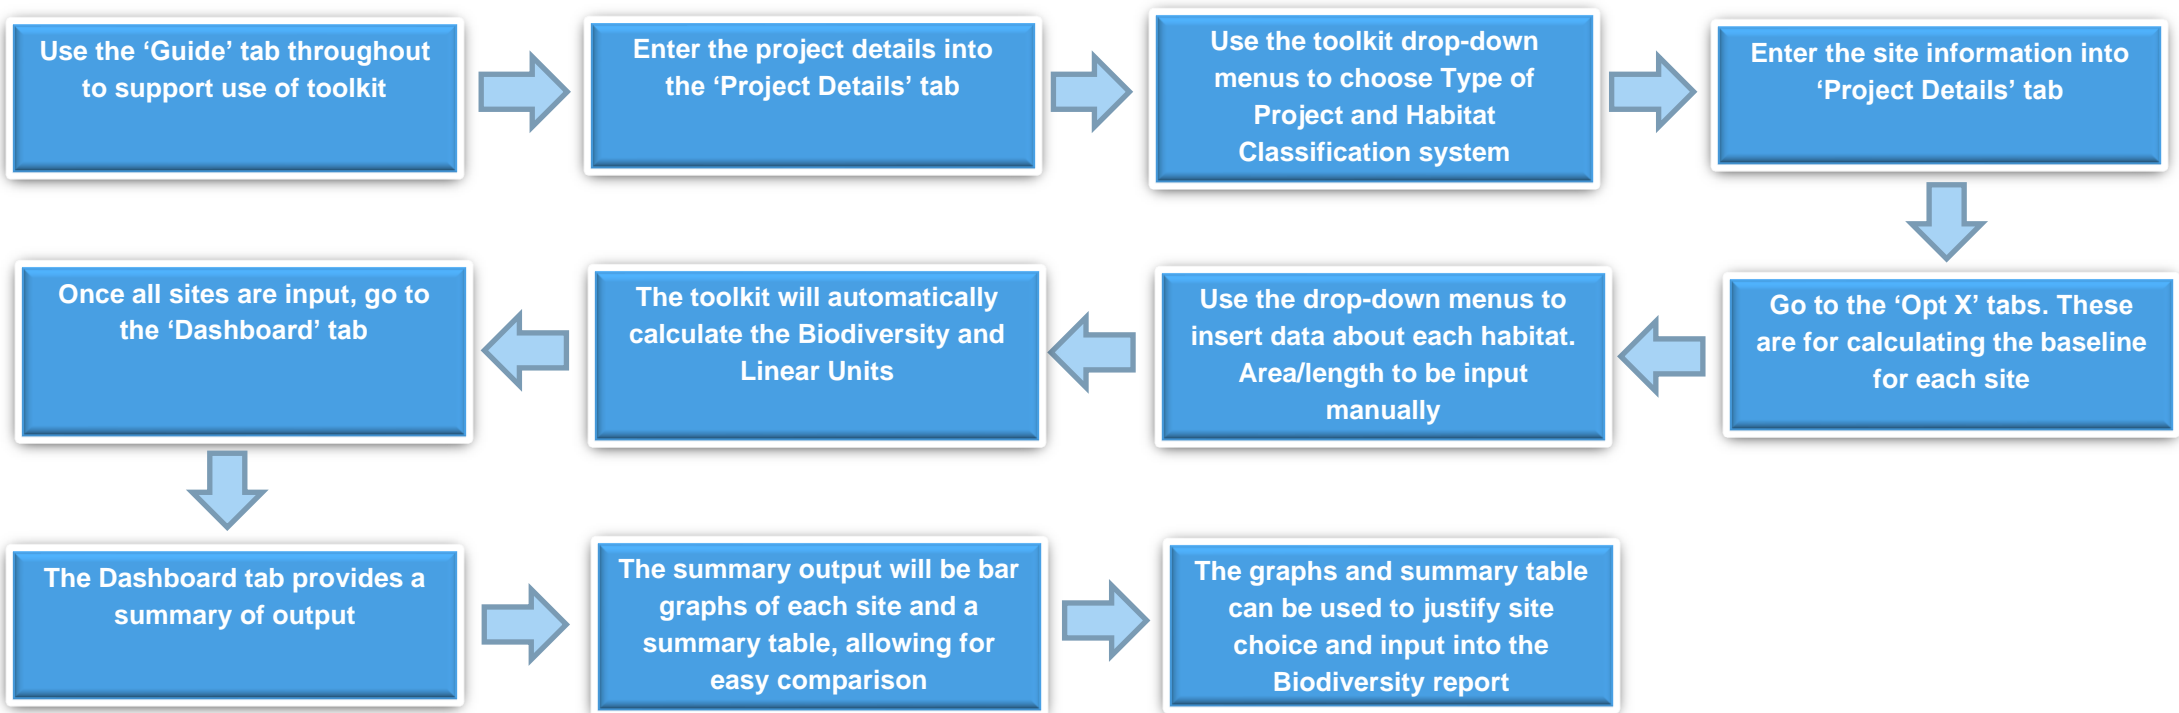 Use the ‘Guide’ tab throughout
to support use of toolkit
Enter the project details into
the ‘Project Details’ tab
Use the toolkit drop-down
menus to choose Type of
Project and Habitat
Classification system
Enter the site information into
‘Project Details’ tab
Go to the ‘Opt X’ tabs. These
are for calculating the baseline
for each site
Use the drop-down menus to
insert data about each habitat.
Area/length to be input
manually
The toolkit will automatically
calculate the Biodiversity and
Linear Units
Once all sites are input, go to
the ‘Dashboard’ tab
The Dashboard tab provides a
summary of output
The summary output will be bar
graphs of each site and a
summary table, allowing for
easy comparison
The graphs and summary table
can be used to justify site
choice and input into the
Biodiversity report